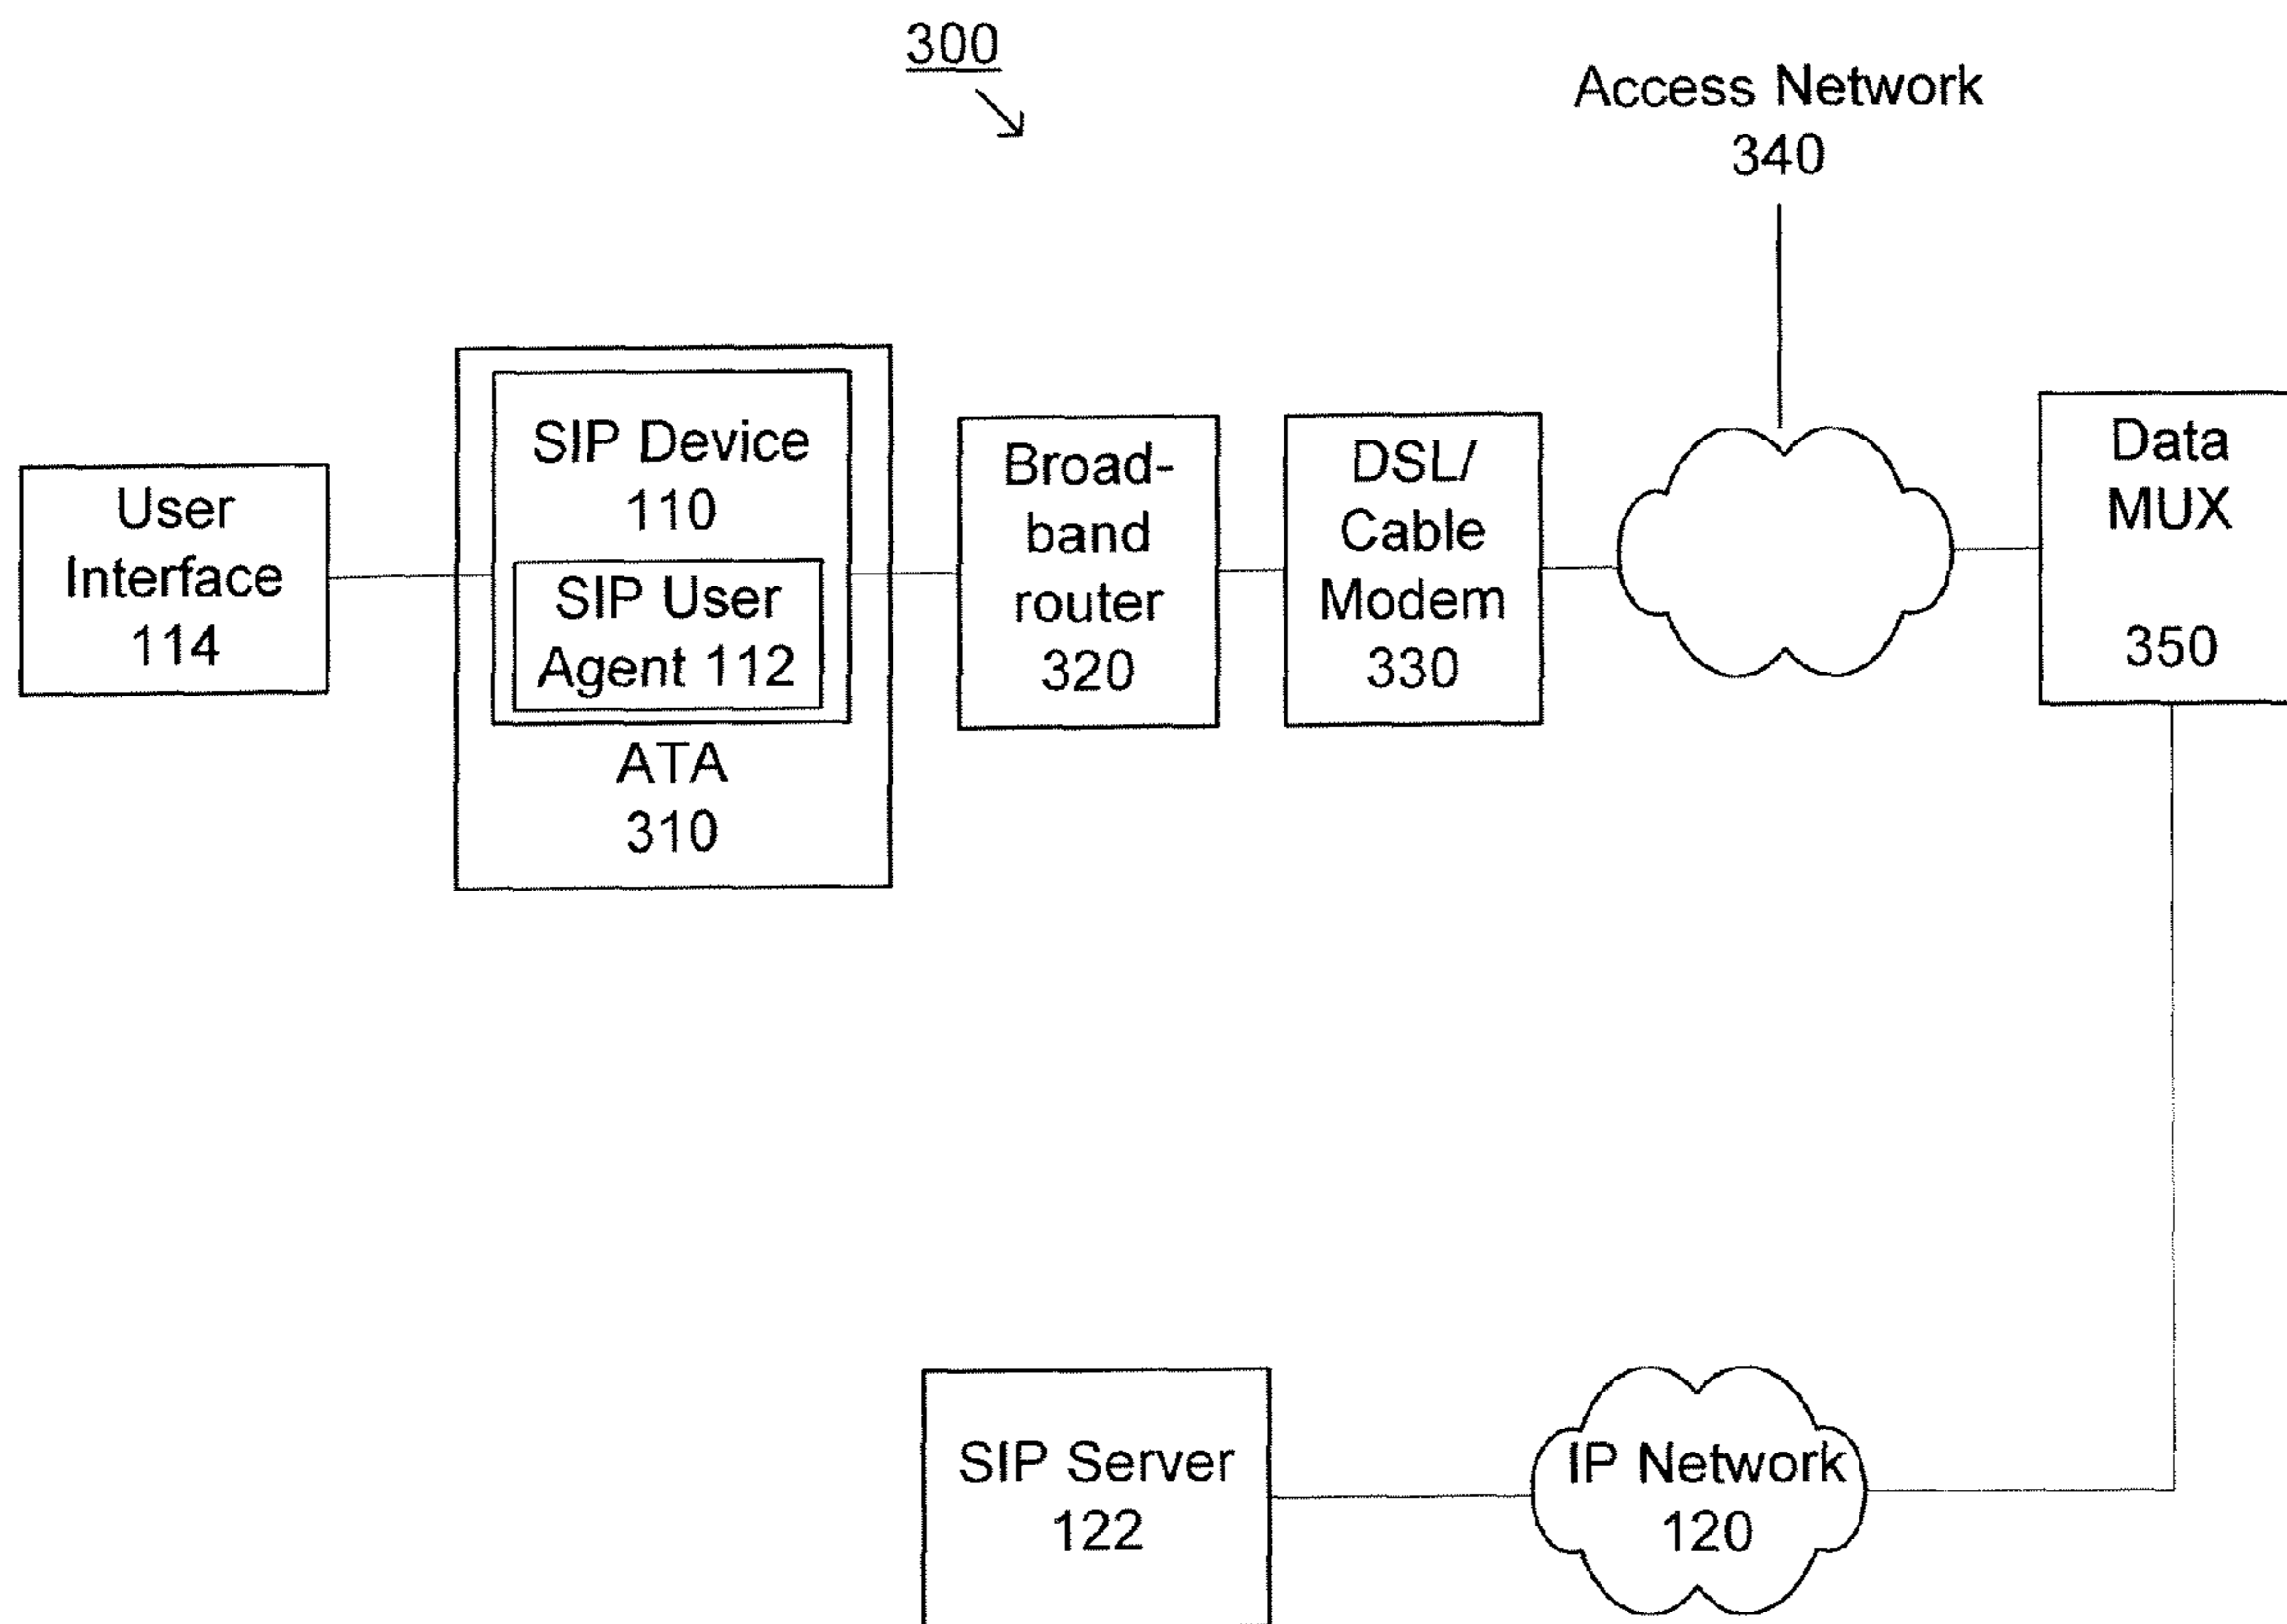 300
Access Network
340
User
Interface
114
SIP Device
110
SIP User
Agent 112
ATA
310
Broad-
band
router
320
DSL/
Cable
Modem
330
Data
MUX
350
SIP Server
122
IP Network
120